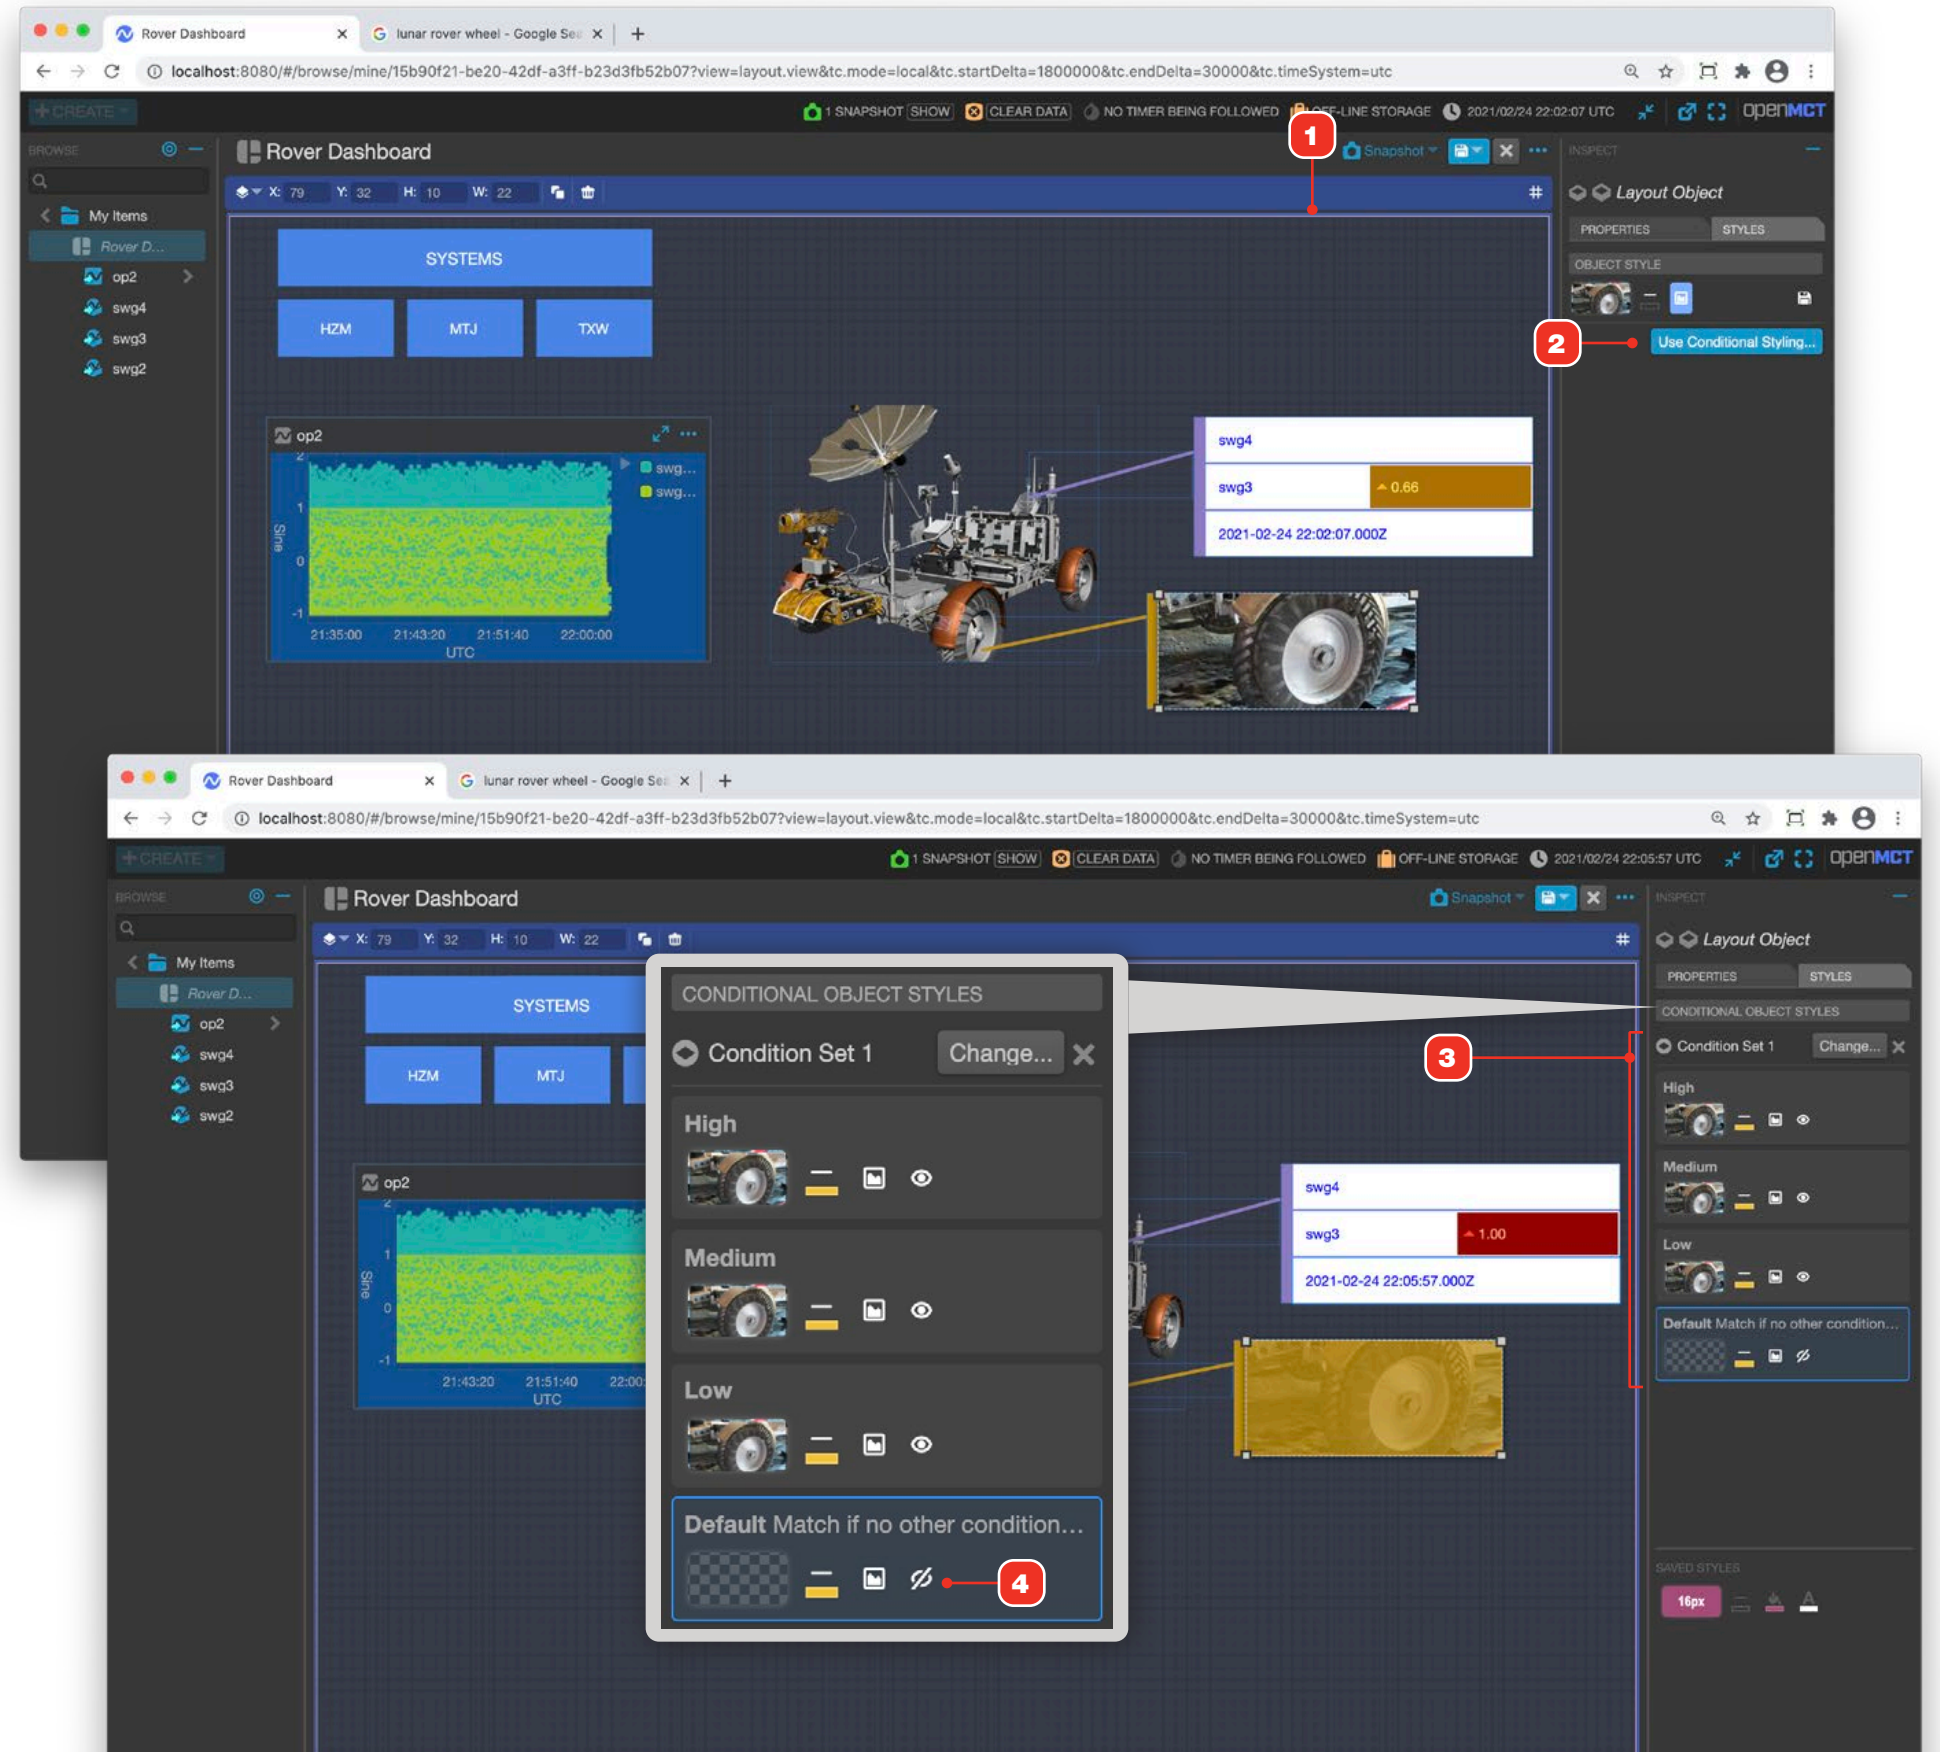 Rover Dashboard
lunar rover wheel - Google Sea
localhost:8080/#/browse/mine/15b90f21-be20-42df-a3ff-b23d3fb52b07?view=layout.view&tc.mode=local&tc.startDelta=1800000&tc.endDelta=30000&tc.timeSystem=utc
+CREATE
1 SNAPSHOT SHOW CLEAR DATA NO TIMER BEING FOLLOWED OFF-LINE STORAGE 2021/02/24 22:02:07 UTC openMCT
1
BROWSE
Rover Dashboard
Snapshot
INSPECT
X: 79 Y: 32 H: 10 W: 22
Layout Object
My Items
Rover D...
op2
swg4
swg3
swg2
PROPERTIES STYLES
OBJECT STYLE
2
Use Conditional Styling...
SYSTEMS
HZM MTJ TXW
op2
swg...
swg...
2
1
0
-1
Sine
21:35:00 21:43:20 21:51:40 22:00:00
UTC
swg4
swg3 0.66
2021-02-24 22:02:07.000Z
Rover Dashboard
lunar rover wheel - Google Sea
localhost:8080/#/browse/mine/15b90f21-be20-42df-a3ff-b23d3fb52b07?view=layout.view&tc.mode=local&tc.startDelta=1800000&tc.endDelta=30000&tc.timeSystem=utc
+CREATE
1 SNAPSHOT SHOW CLEAR DATA NO TIMER BEING FOLLOWED OFF-LINE STORAGE 2021/02/24 22:05:57 UTC openMCT
BROWSE
Rover Dashboard
Snapshot
INSPECT
X: 79 Y: 32 H: 10 W: 22
Layout Object
My Items
Rover D...
op2
swg4
swg3
swg2
SYSTEMS
HZM MTJ
op2
2
1
0
-1
Sine
21:43:20 21:51:40 22:00:
UTC
CONDITIONAL OBJECT STYLES
Condition Set 1 Change...
High
Medium
Low
Default Match if no other condition...
4
swg4
swg3 1.00
2021-02-24 22:05:57.000Z
3
PROPERTIES STYLES
CONDITIONAL OBJECT STYLES
Condition Set 1 Change...
High
Medium
Low
Default Match if no other condition...
SAVED STYLES
16px A